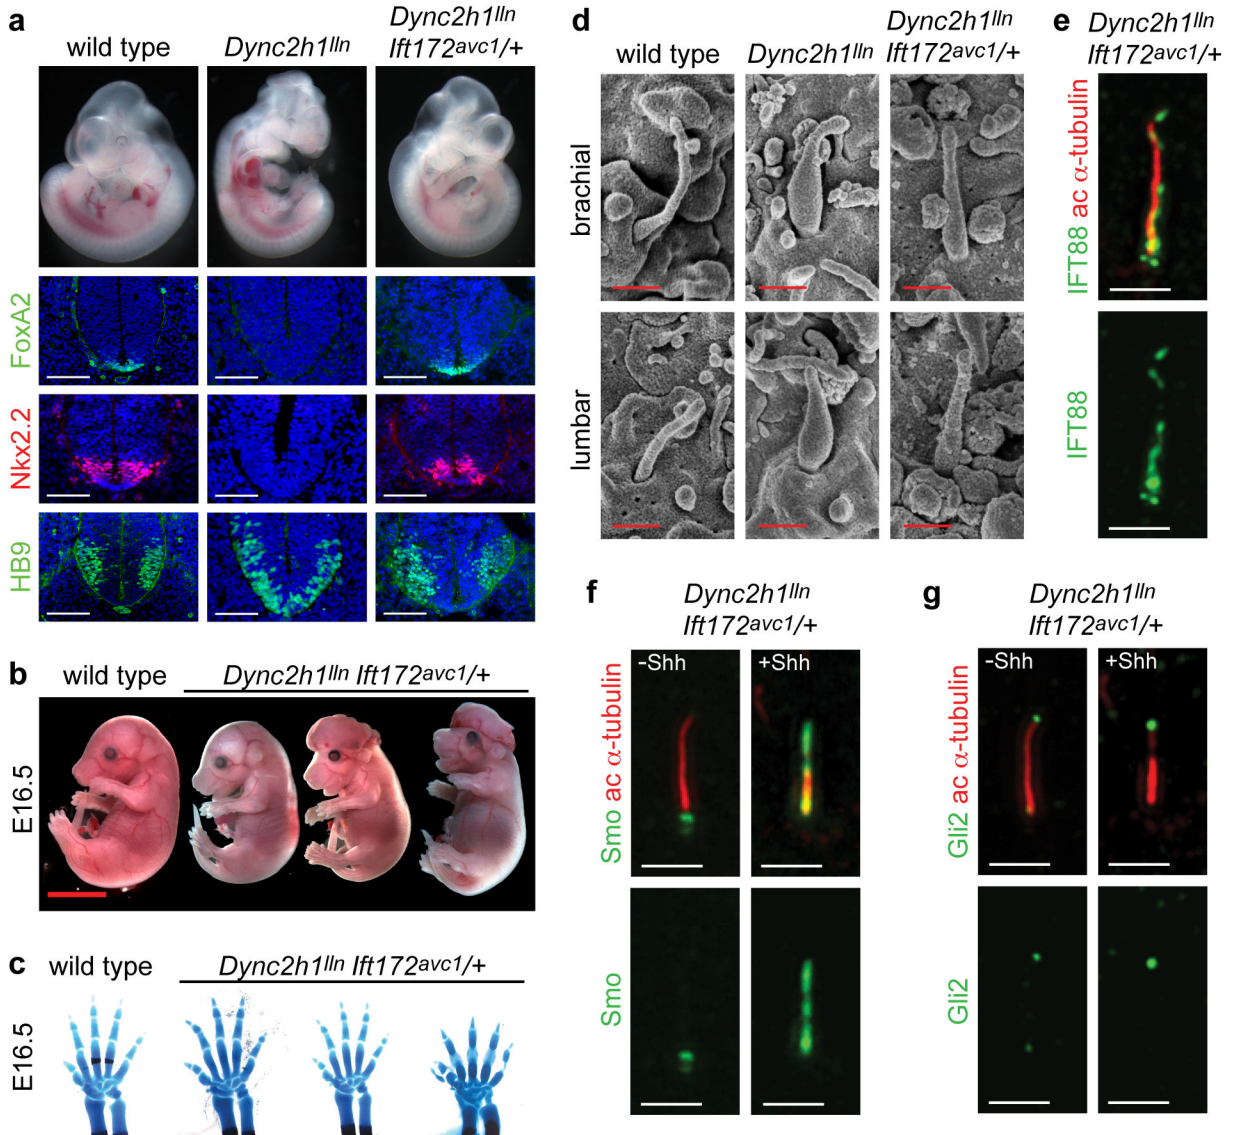 a
wild type
Dync2h1lln
Dync2h1lln
Ift172avc1/+
FoxA2
Nkx2.2
HB9
b
wild type
Dync2h1lln Ift172avc1/+
E16.5
c
wild type
Dync2h1lln Ift172avc1/+
E16.5
d
wild type
Dync2h1lln
Dync2h1lln
Ift172avc1/+
brachial
lumbar
e
Dync2h1lln
Ift172avc1/+
IFT88 ac α-tubulin
IFT88
f
Dync2h1lln
Ift172avc1/+
-Shh
+Shh
Smo ac α-tubulin
Smo
g
Dync2h1lln
Ift172avc1/+
-Shh
+Shh
Gli2 ac α-tubulin
Gli2